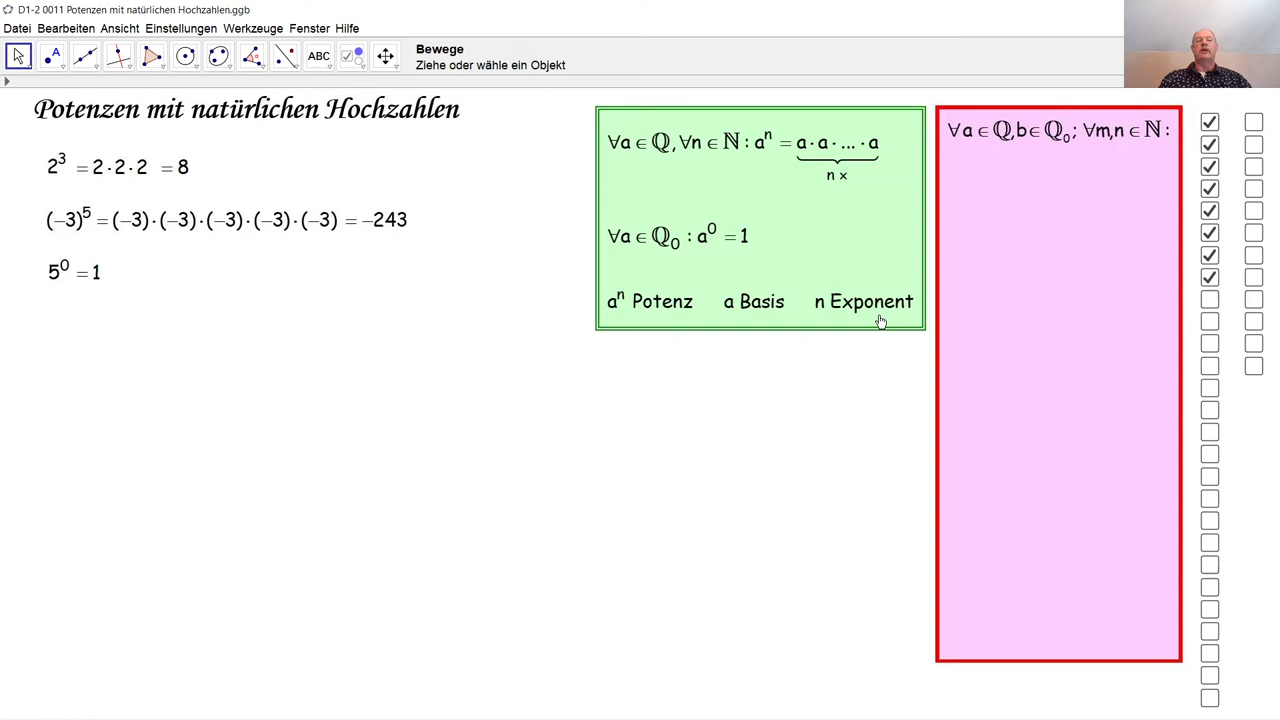 D1-2 0011 Potenzen mit natürlichen Hochzahlen.ggb
Datei Bearbeiten Ansicht Einstellungen Werkzeuge Fenster Hilfe
A
ABC
Bewege
Ziehe oder wähle ein Objekt
Potenzen mit natürlichen Hochzahlen
2³ = 2 · 2 · 2 = 8
(−3)⁵ = (−3)·(−3)·(−3)·(−3)·(−3) = −243
5⁰ = 1
∀a ∈ ℚ, ∀n ∈ ℕ : aⁿ = a · a · ... · a
n ×
∀a ∈ ℚ₀ : a⁰ = 1
aⁿ Potenz a Basis n Exponent
∀a ∈ ℚ, b ∈ ℚ₀; ∀m,n ∈ ℕ :